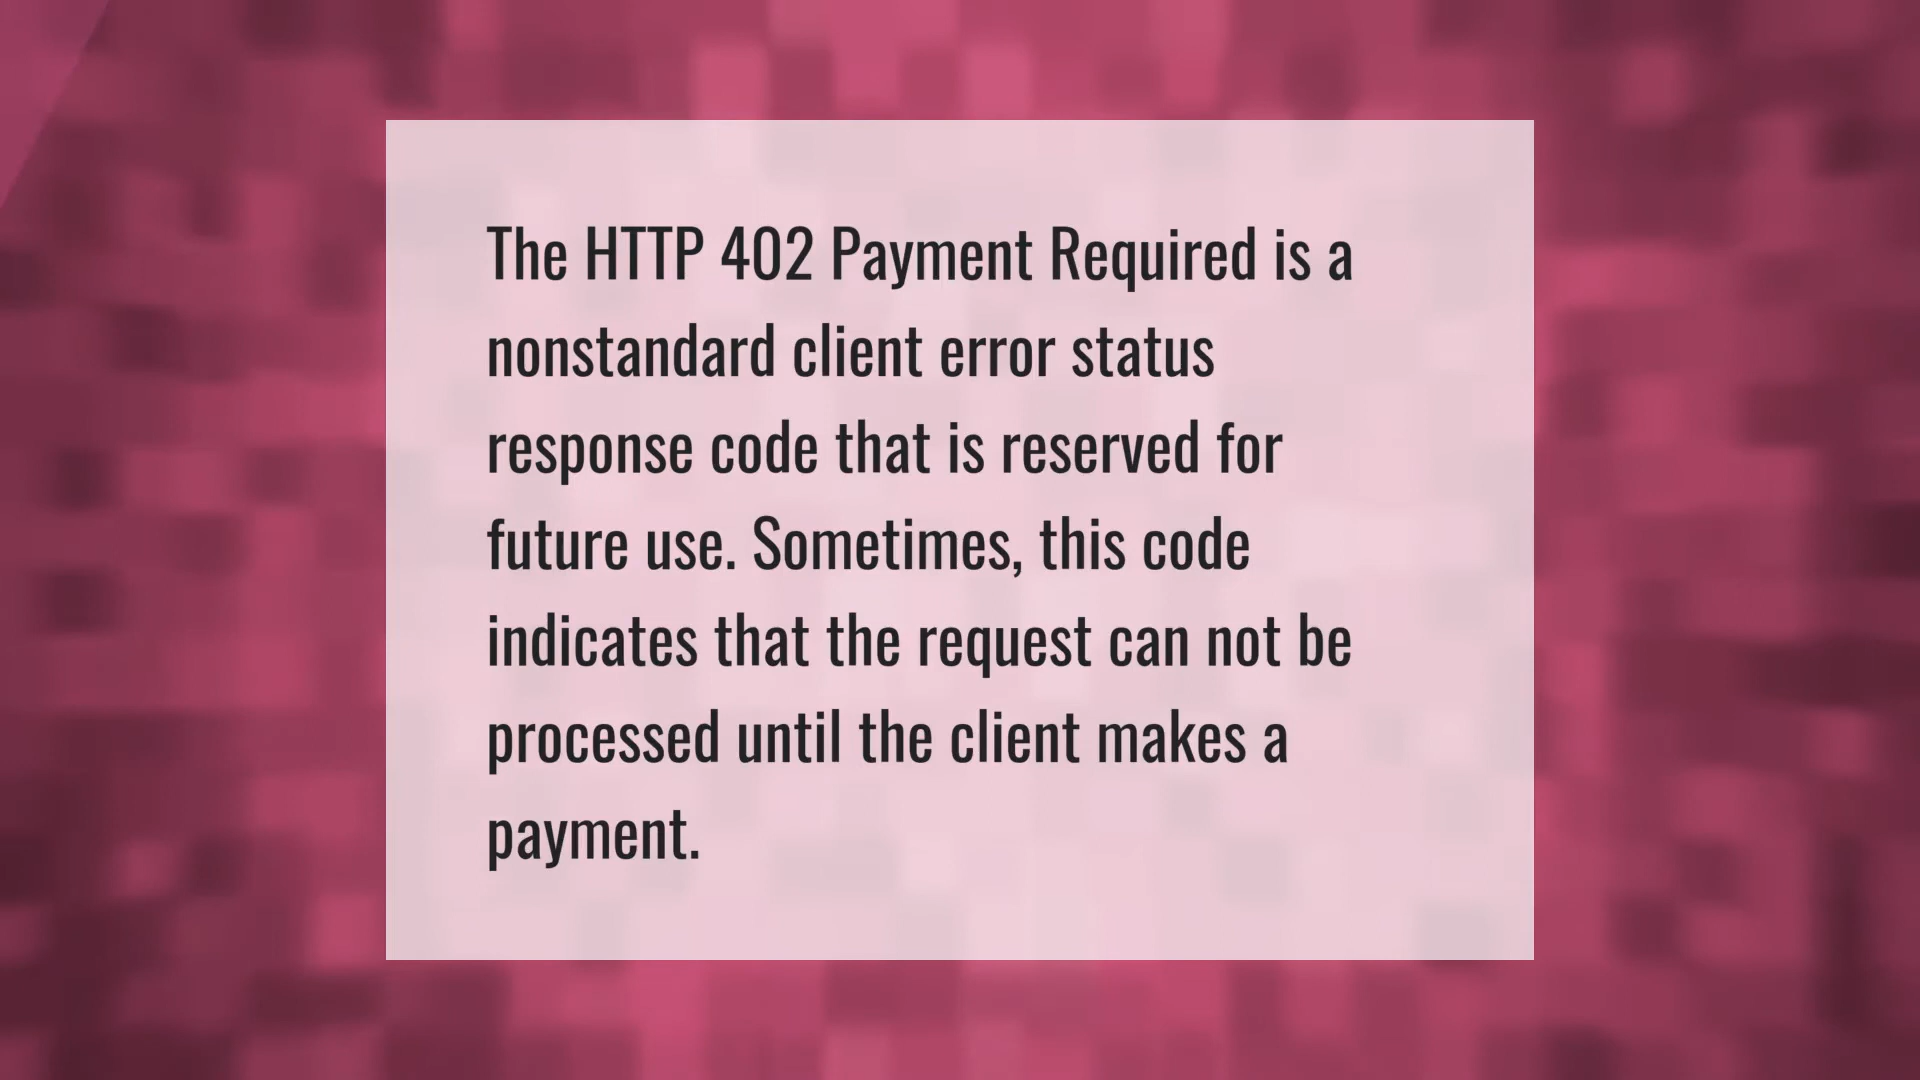 The HTTP 402 Payment Required is a
nonstandard client error status
response code that is reserved for
future use. Sometimes, this code
indicates that the request can not be
processed until the client makes a
payment.